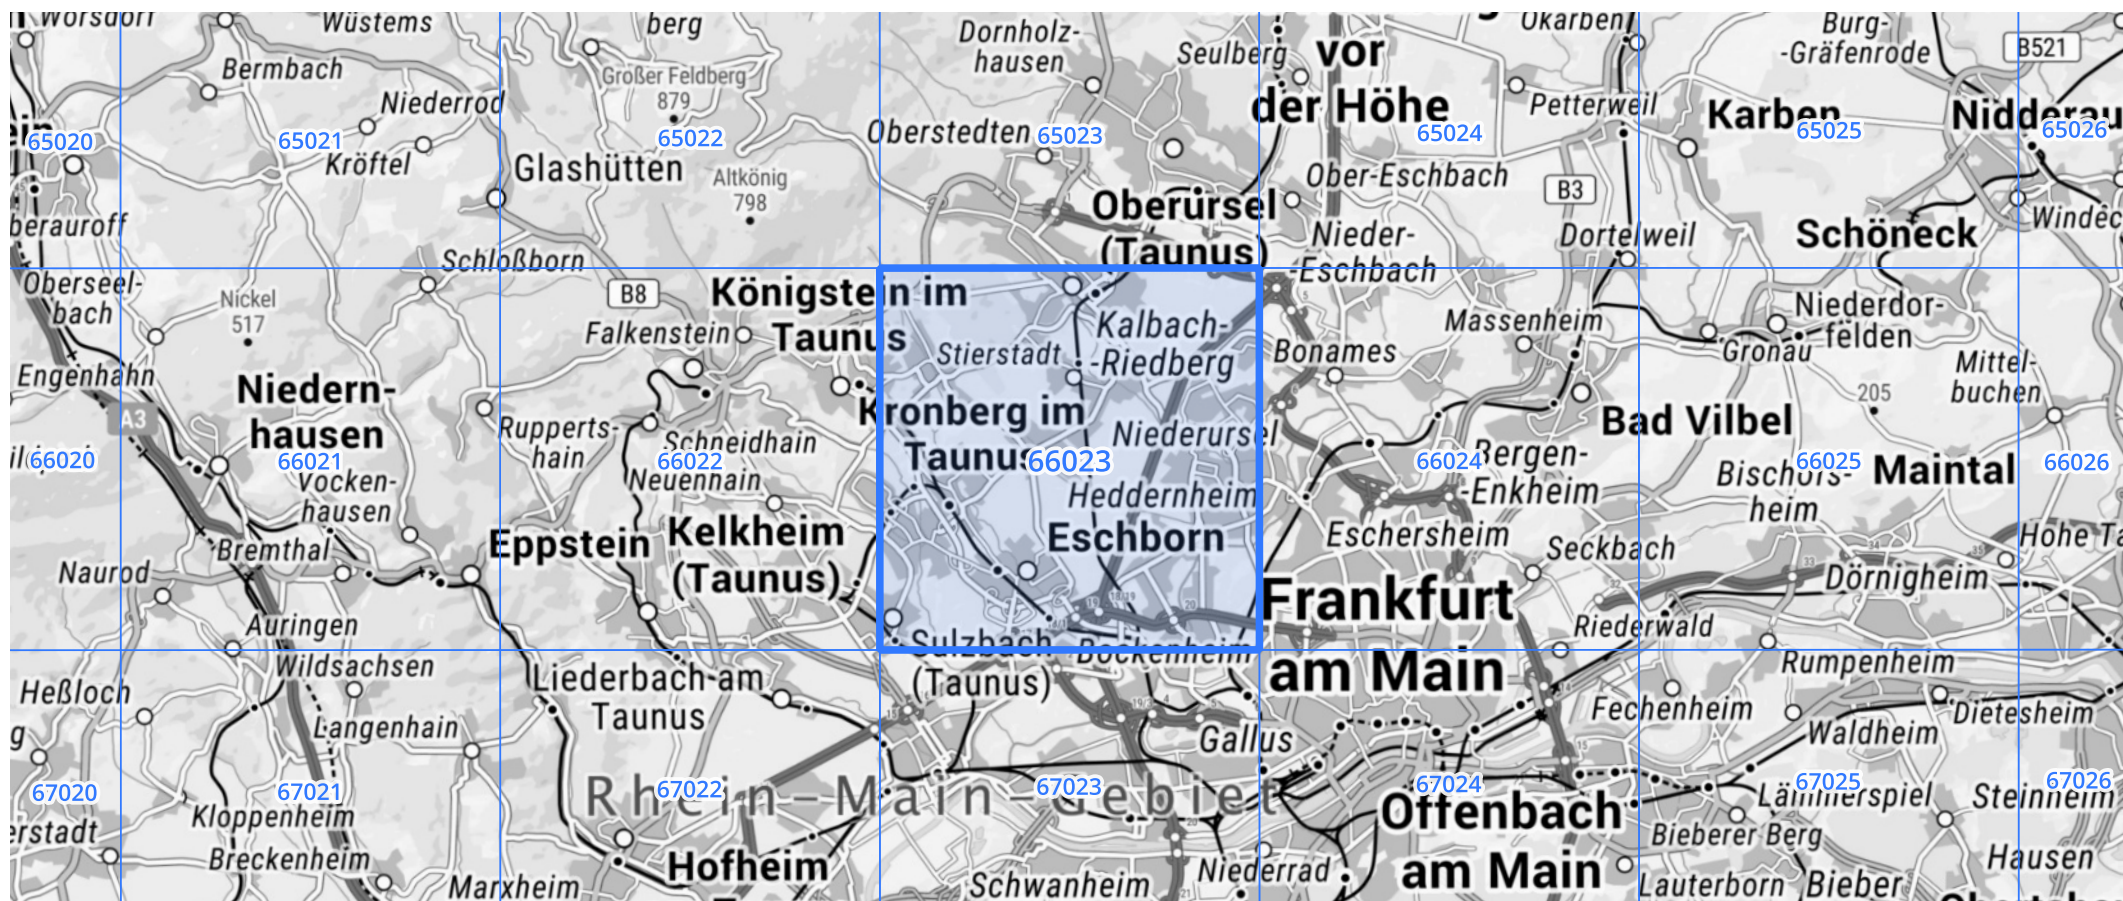 Wüstems
berg
Dornholz-
hausen
Seulberg
vor
der Höhe
Okarben
Burg-
-Gräfenrode
B521
Bermbach
Großer Feldberg
879
Niederrod
Petterweil
Karben
Nidderau
65020
65021
65022
Oberstedten
65023
65024
65025
65026
Kröftel
Glashütten
Altkönig
798
Ober-Eschbach
B3
Oberursel
(Taunus)
Nieder-
-Eschbach
Dortelweil
Schöneck
Schloßborn
Oberseel-
bach
Nickel
517
B8
Königstein im
Taunus
Falkenstein
Kalbach-
-Riedberg
Stierstadt
Bonames
Massenheim
Niederdor-
felden
Gronau
Mittel-
buchen
205
Engenhahn
A3
Niedern-
hausen
Rupperts-
hain
Schneidhain
Kronberg im
Taunus
Niederursel
Bad Vilbel
66020
66021
66022
66023
66024
66025
66026
Bergen-
-Enkheim
Bischofs-
heim
Maintal
Vocken-
hausen
Neuenhain
Heddernheim
Eschborn
Eschersheim
Seckbach
Naurod
Bremthal
Eppstein
Kelkheim
(Taunus)
33
Dörnigheim
Frankfurt
am Main
Riederwald
Auringen
19
20
Sulzbach
(Taunus)
Bockenheim
Wildsachsen
Heßloch
Liederbach am
Taunus
Rumpenheim
Fechenheim
Dietesheim
Waldheim
Langenhain
Gallus
67020
67021
67022
67023
67024
67025
67026
Rhein-Main-Gebiet
Kloppenheim
Offenbach
am Main
Lämmerspiel
Steinheim
Bieberer Berg
Breckenheim
Marxheim
Hofheim
Schwanheim
Niederrad
Hausen
Lauterborn
Bieber